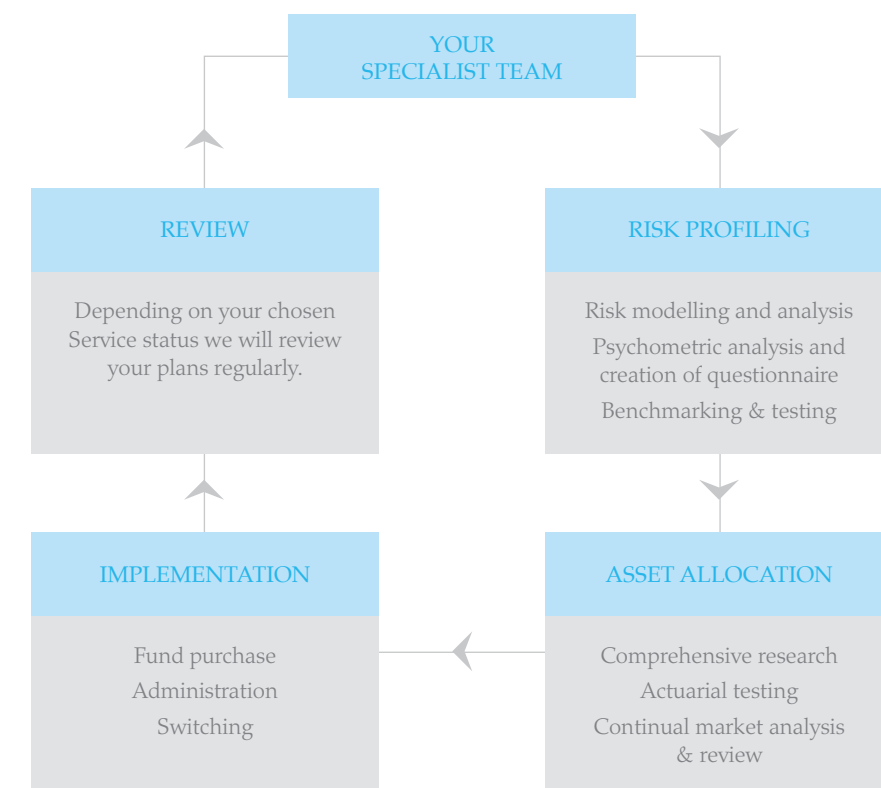 YOUR
SPECIALIST TEAM
REVIEW
Depending on your chosen
Service status we will review
your plans regularly.
RISK PROFILING
Risk modelling and analysis
Psychometric analysis and
creation of questionnaire
Benchmarking & testing
IMPLEMENTATION
Fund purchase
Administration
Switching
ASSET ALLOCATION
Comprehensive research
Actuarial testing
Continual market analysis
& review